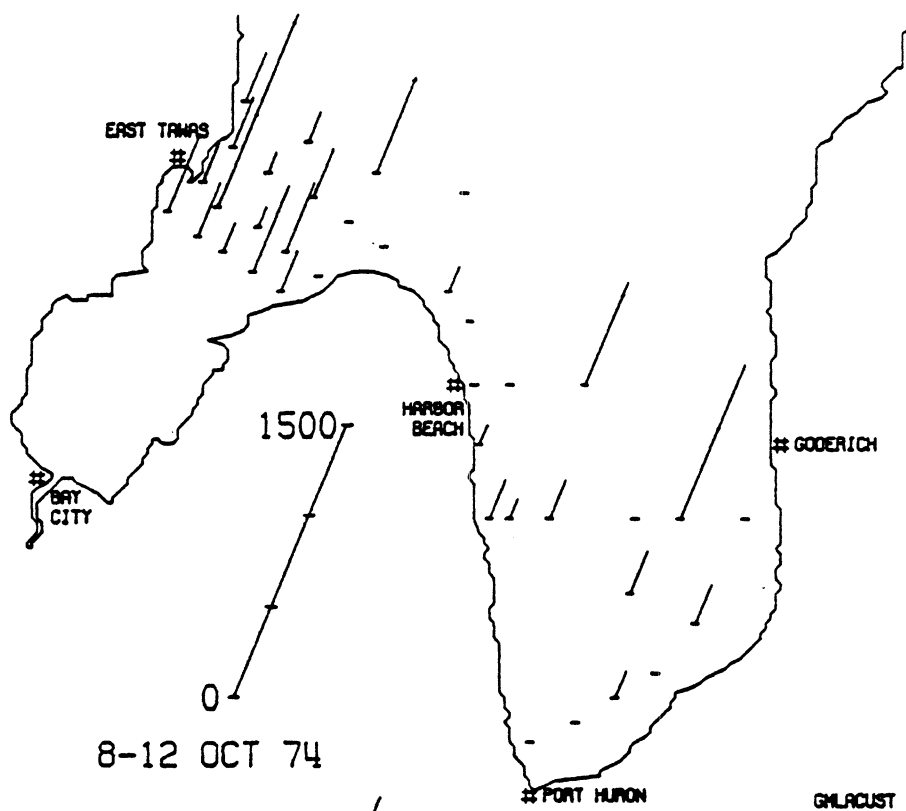 EAST TAWAS
HARBOR
BEACH
1500
GODERICH
BAY
CITY
0
8-12 OCT 74
PORT HURON
GMLACUST